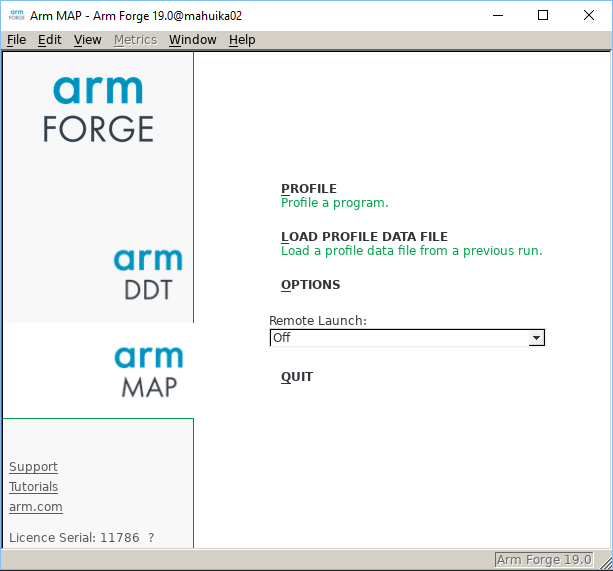 arm FORGE Arm MAP - Arm Forge 19.0@mahuika02
File Edit View Metrics Window Help
arm
FORGE
arm
DDT
arm
MAP
Support
Tutorials
arm.com
Licence Serial: 11786 ?
PROFILE
Profile a program.
LOAD PROFILE DATA FILE
Load a profile data file from a previous run.
OPTIONS
Remote Launch:
Off
QUIT
Arm Forge 19.0